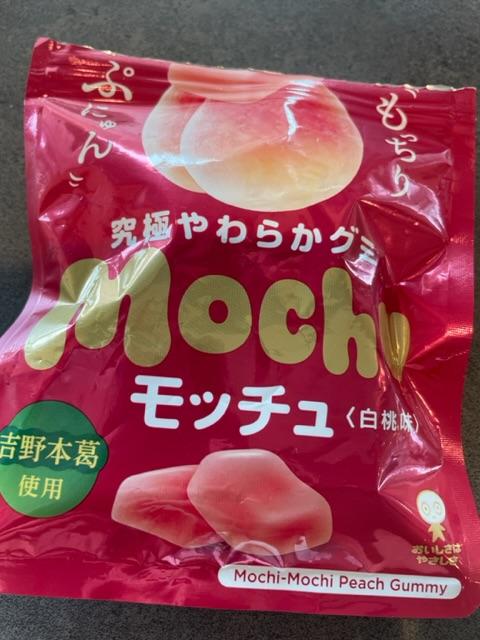 ぷにゅん
もっちり
究極やわらかグミ
Mochu
モッチュ〈白桃味〉
吉野本葛
使用
おいしさは
やさしさ
Mochi-Mochi Peach Gummy